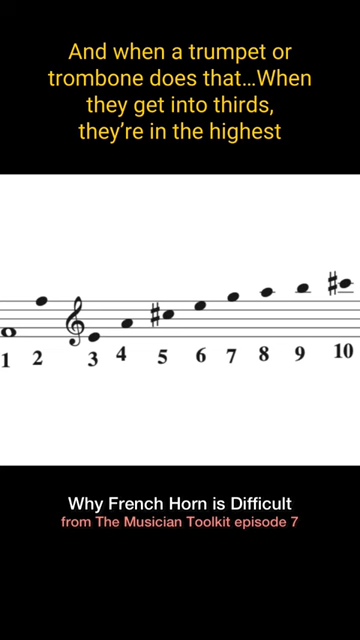 And when a trumpet or
trombone does that…When
they get into thirds,
they’re in the highest
1 2 3 4 5 6 7 8 9 10
Why French Horn is Difficult
from The Musician Toolkit episode 7